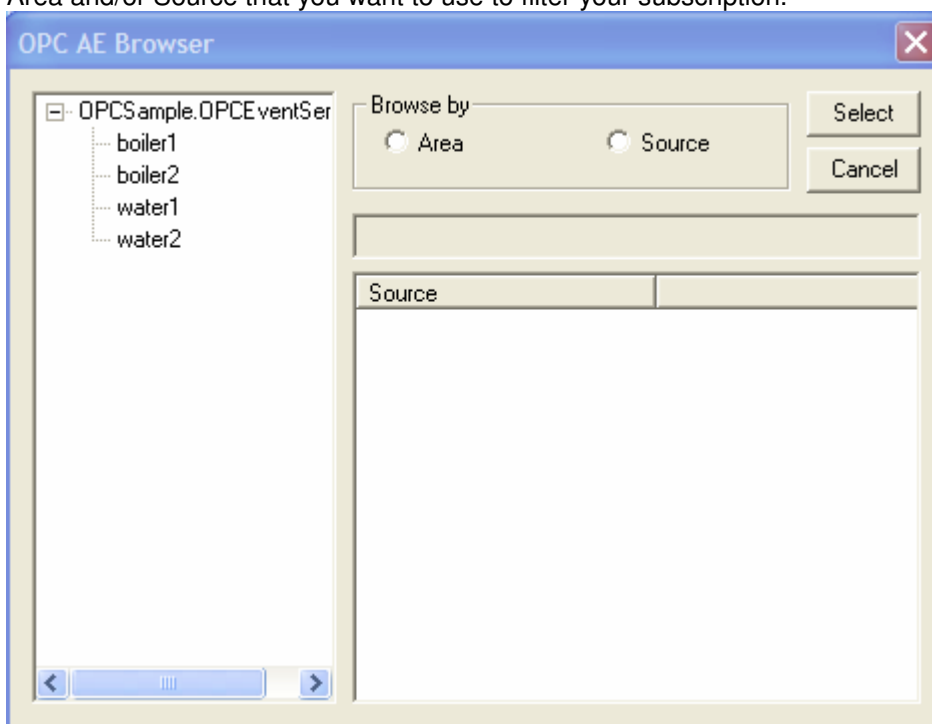 Area and/or Source that you want to use to filter your subscription.
OPC AE Browser
OPCSample.OPCEventSer
boiler1
boiler2
water1
water2
Browse by
Area
Source
Select
Cancel
Source